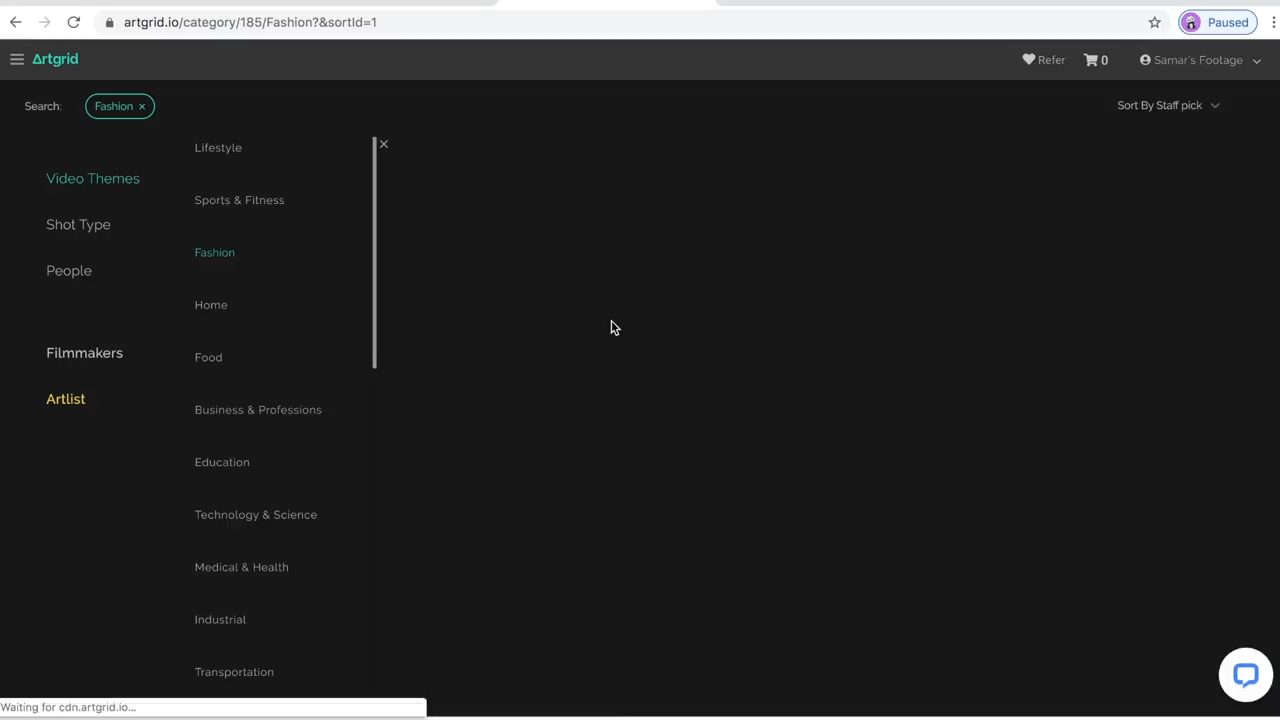 artgrid.io/category/185/Fashion?&sortId=1
Paused
Artgrid
Refer
0
Samar's Footage
Search:
Fashion ×
Sort By Staff pick
Video Themes
Shot Type
People
Filmmakers
Artlist
Lifestyle
Sports & Fitness
Fashion
Home
Food
Business & Professions
Education
Technology & Science
Medical & Health
Industrial
Transportation
Waiting for cdn.artgrid.io...